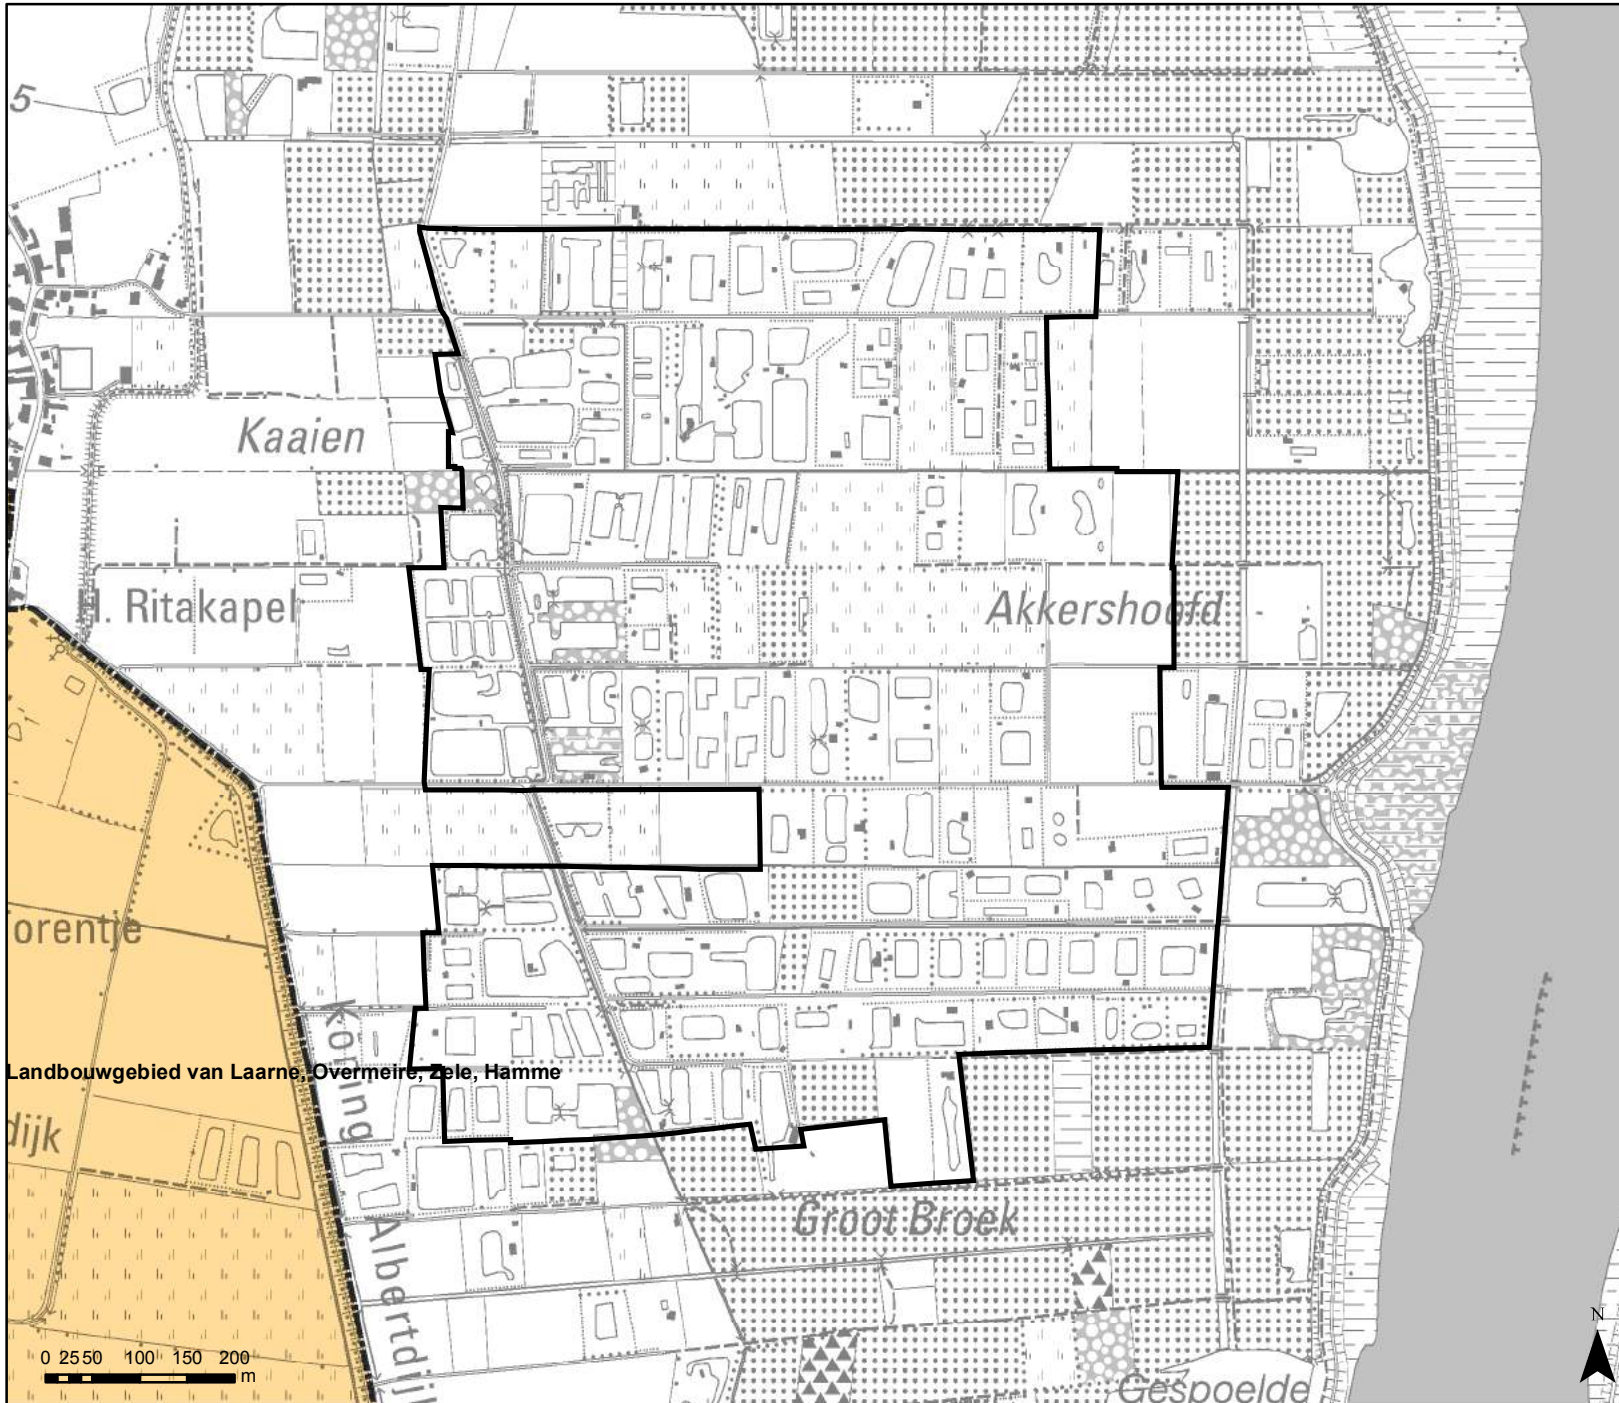 5
Kaaien
H. Ritakapel
Akkershoofd
orentje
Koning
Albertdijk
Landbouwgebied van Laarne, Overmeire, Zele, Hamme
dijk
Groot Broek
Gespoelde
0 25 50 100 150 200
m
N